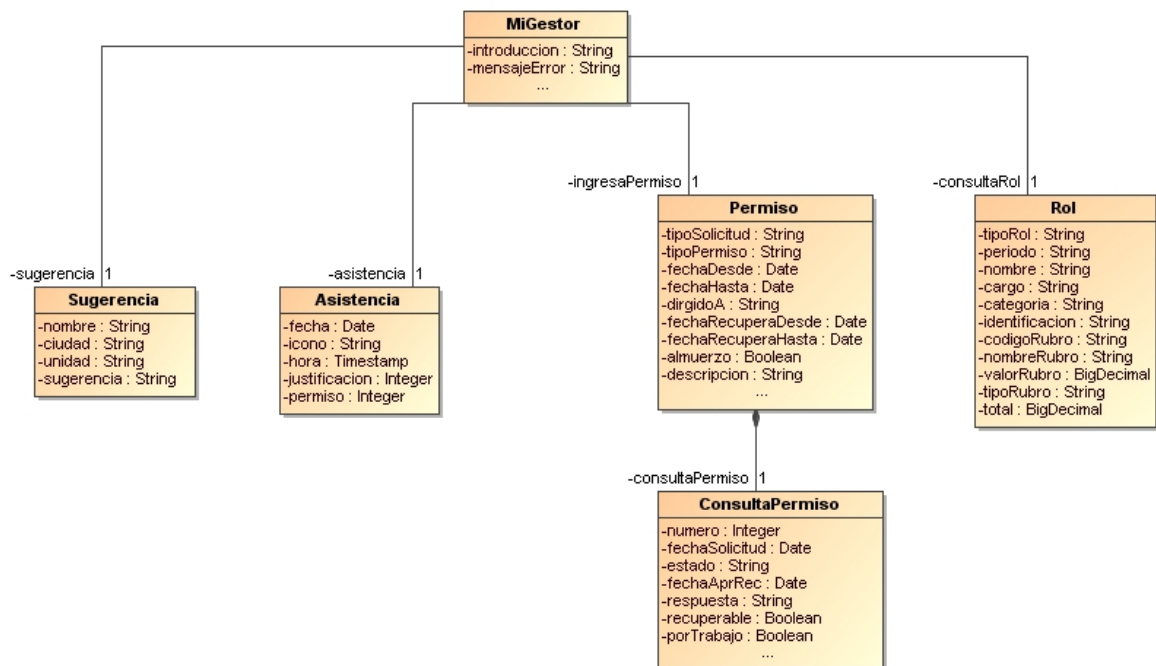 MiGestor
-introduccion : String
-mensajeError : String
...
-sugerencia 1
Sugerencia
-nombre : String
-ciudad : String
-unidad : String
-sugerencia : String
-asistencia 1
Asistencia
-fecha : Date
-icono : String
-hora : Timestamp
-justificacion : Integer
-permiso : Integer
-ingresaPermiso 1
Permiso
-tipoSolicitud : String
-tipoPermiso : String
-fechaDesde : Date
-fechaHasta : Date
-dirgidoA : String
-fechaRecuperaDesde : Date
-fechaRecuperaHasta : Date
-almuerzo : Boolean
-descripcion : String
...
-consultaRol 1
Rol
-tipoRol : String
-periodo : String
-nombre : String
-cargo : String
-categoria : String
-identificacion : String
-codigoRubro : String
-nombreRubro : String
-valorRubro : BigDecimal
-tipoRubro : String
-total : BigDecimal
-consultaPermiso 1
ConsultaPermiso
-numero : Integer
-fechaSolicitud : Date
-estado : String
-fechaAprRec : Date
-respuesta : String
-recuperable : Boolean
-porTrabajo : Boolean
...